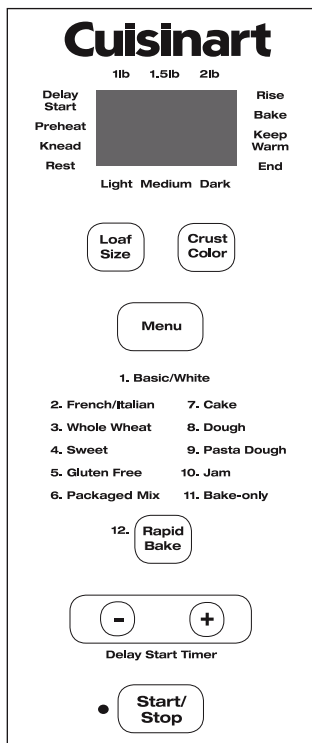 Cuisinart
1lb 1.5lb 2lb
Delay
Start
Preheat
Knead
Rest
Rise
Bake
Keep
Warm
End
Light Medium Dark
Loaf
Size
Crust
Color
Menu
1. Basic/White
2. French/Italian
3. Whole Wheat
4. Sweet
5. Gluten Free
6. Packaged Mix
7. Cake
8. Dough
9. Pasta Dough
10. Jam
11. Bake-only
12. Rapid
Bake
- +
Delay Start Timer
Start/
Stop